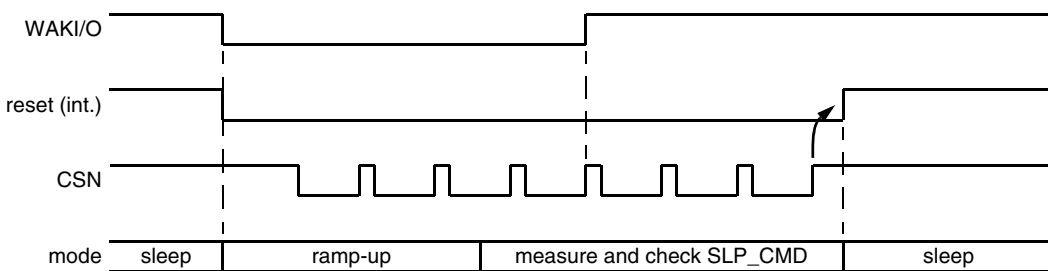 WAKI/O
reset (int.)
CSN
mode sleep ramp-up measure and check SLP_CMD sleep